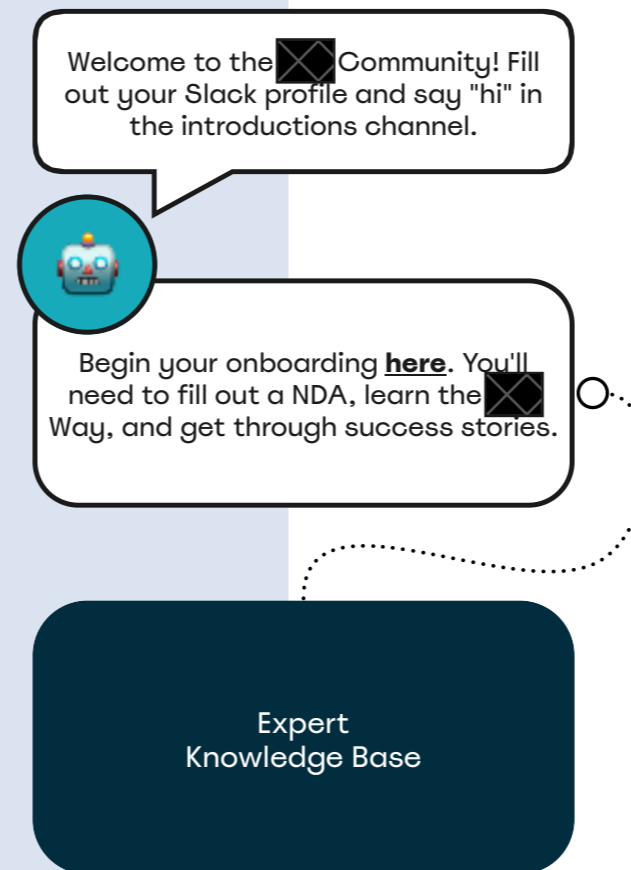 Welcome to the Community! Fill
out your Slack profile and say "hi" in
the introductions channel.
Begin your onboarding here. You'll
need to fill out a NDA, learn the
Way, and get through success stories.
Expert
Knowledge Base